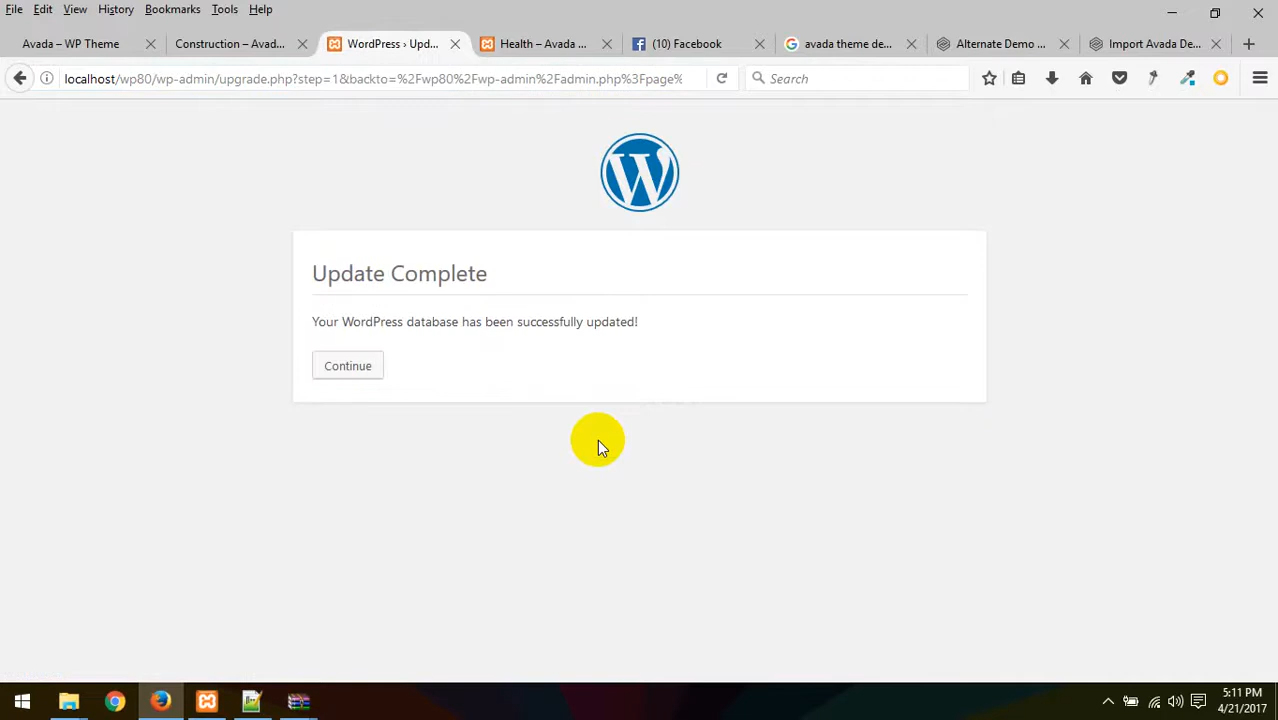 File Edit View History Bookmarks Tools Help
Avada – WP Theme
Construction – Avad...
WordPress › Upd...
Health – Avada ...
(10) Facebook
avada theme de...
Alternate Demo ...
Import Avada De...
localhost/wp80/wp-admin/upgrade.php?step=1&backto=%2Fwp80%2Fwp-admin%2Fadmin.php%3Fpage%
Search
Update Complete
Your WordPress database has been successfully updated!
Continue
5:11 PM
4/21/2017